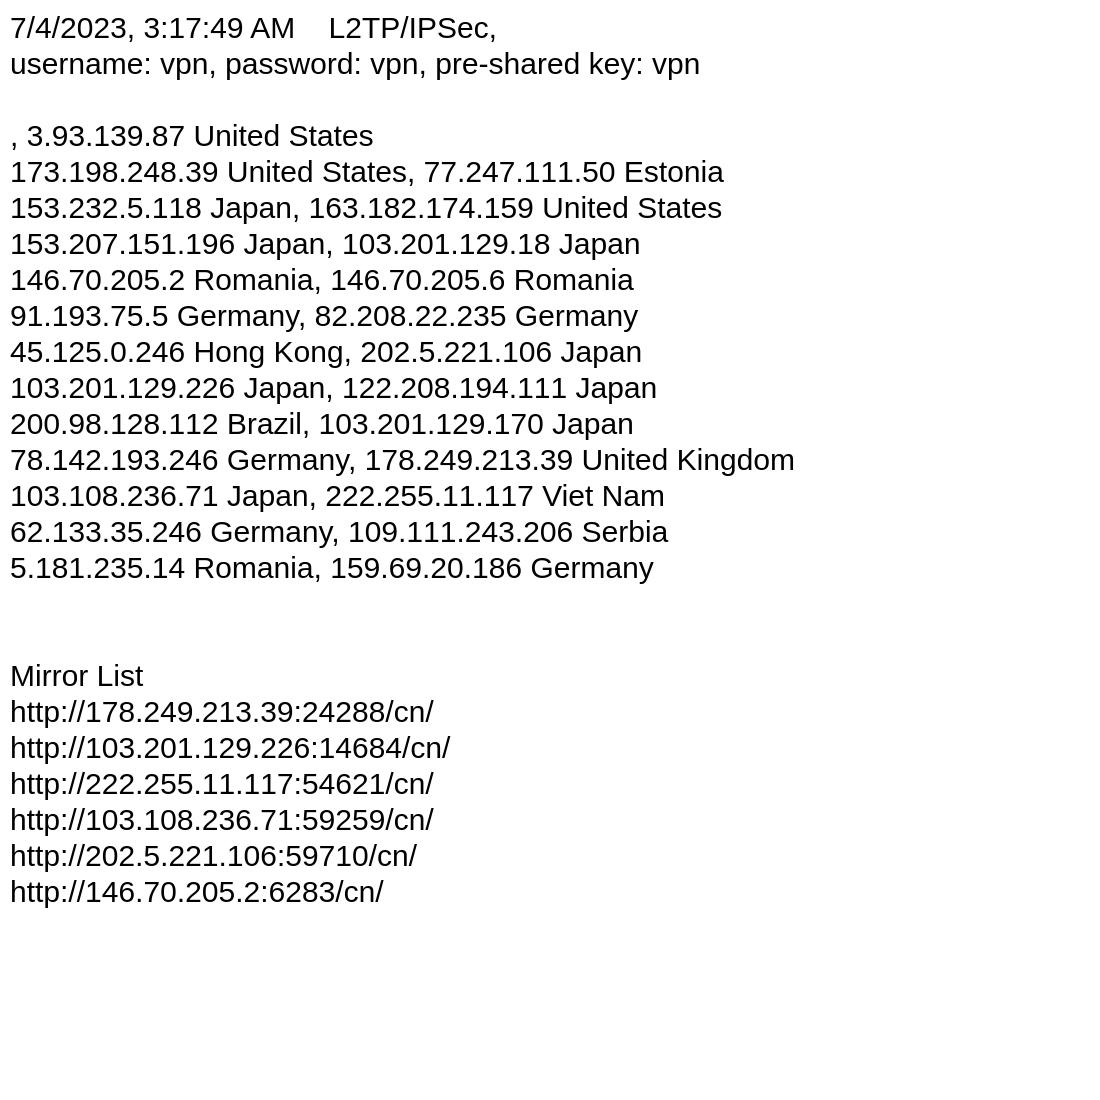 7/4/2023, 3:17:49 AM    L2TP/IPSec,
username: vpn, password: vpn, pre-shared key: vpn
, 3.93.139.87 United States
173.198.248.39 United States, 77.247.111.50 Estonia
153.232.5.118 Japan, 163.182.174.159 United States
153.207.151.196 Japan, 103.201.129.18 Japan
146.70.205.2 Romania, 146.70.205.6 Romania
91.193.75.5 Germany, 82.208.22.235 Germany
45.125.0.246 Hong Kong, 202.5.221.106 Japan
103.201.129.226 Japan, 122.208.194.111 Japan
200.98.128.112 Brazil, 103.201.129.170 Japan
78.142.193.246 Germany, 178.249.213.39 United Kingdom
103.108.236.71 Japan, 222.255.11.117 Viet Nam
62.133.35.246 Germany, 109.111.243.206 Serbia
5.181.235.14 Romania, 159.69.20.186 Germany
Mirror List
http://178.249.213.39:24288/cn/
http://103.201.129.226:14684/cn/
http://222.255.11.117:54621/cn/
http://103.108.236.71:59259/cn/
http://202.5.221.106:59710/cn/
http://146.70.205.2:6283/cn/